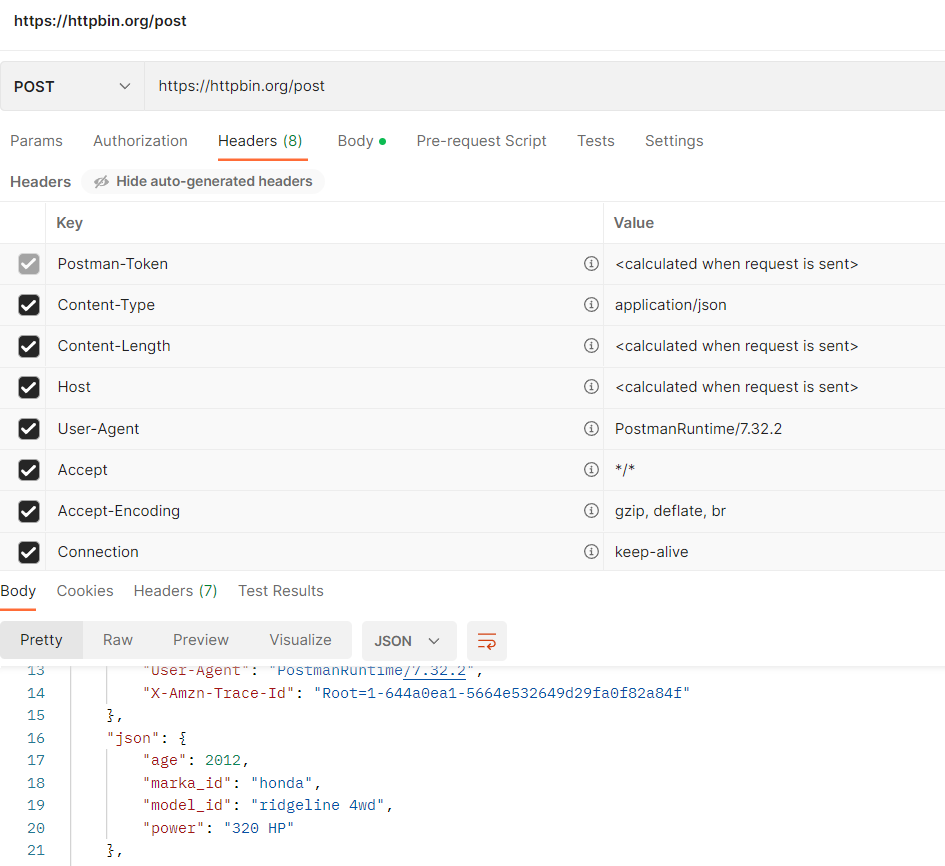 https://httpbin.org/post
POST https://httpbin.org/post
Params Authorization Headers (8) Body Pre-request Script Tests Settings
Headers Hide auto-generated headers
Key Value
Postman-Token <calculated when request is sent>
Content-Type application/json
Content-Length <calculated when request is sent>
Host <calculated when request is sent>
User-Agent PostmanRuntime/7.32.2
Accept */*
Accept-Encoding gzip, deflate, br
Connection keep-alive
Body Cookies Headers (7) Test Results
Pretty Raw Preview Visualize JSON
13 "User-Agent": "PostmanRuntime/7.32.2",
14 "X-Amzn-Trace-Id": "Root=1-644a0ea1-5664e532649d29fa0f82a84f"
15 },
16 "json": {
17 "age": 2012,
18 "marka_id": "honda",
19 "model_id": "ridgeline 4wd",
20 "power": "320 HP"
21 },